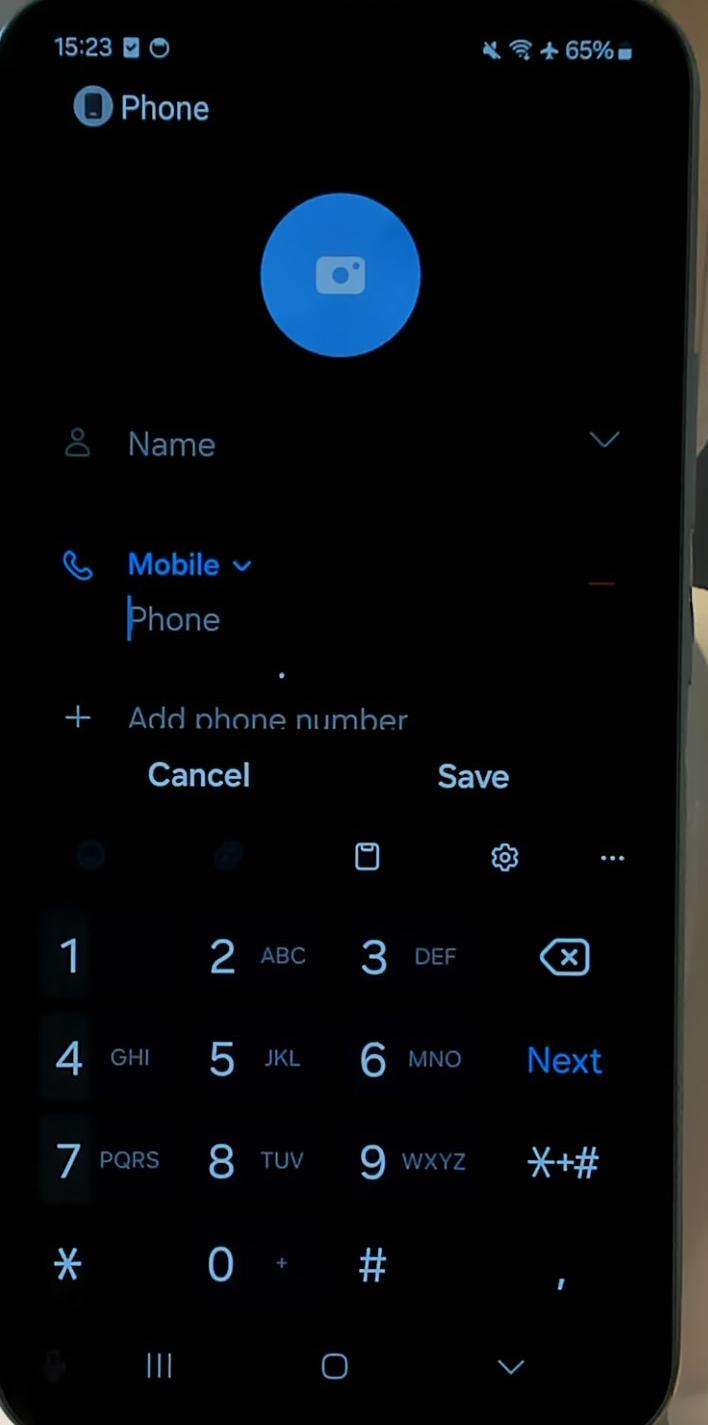 15:23 65%
Phone
Name
Mobile
Phone
Add phone number
Cancel Save
1 2 ABC 3 DEF
4 GHI 5 JKL 6 MNO Next
7 PQRS 8 TUV 9 WXYZ *+#
* 0 + # ,